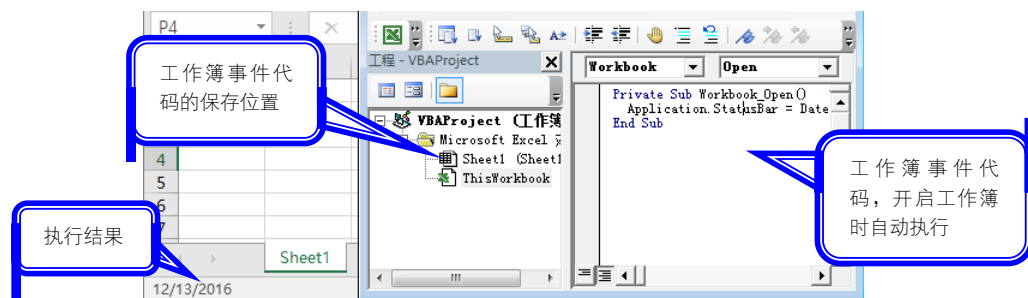 P4
工作簿事件代
码的保存位置
4
5
6
7
执行结果
Sheet1
12/13/2016
工程 - VBAProject
VBAProject (工作簿
Microsoft Excel
Sheet1 (Sheet1
ThisWorkbook
Workbook
Open
Private Sub Workbook_Open()
Application.StatusBar = Date
End Sub
工作簿事件代
码，开启工作簿
时自动执行